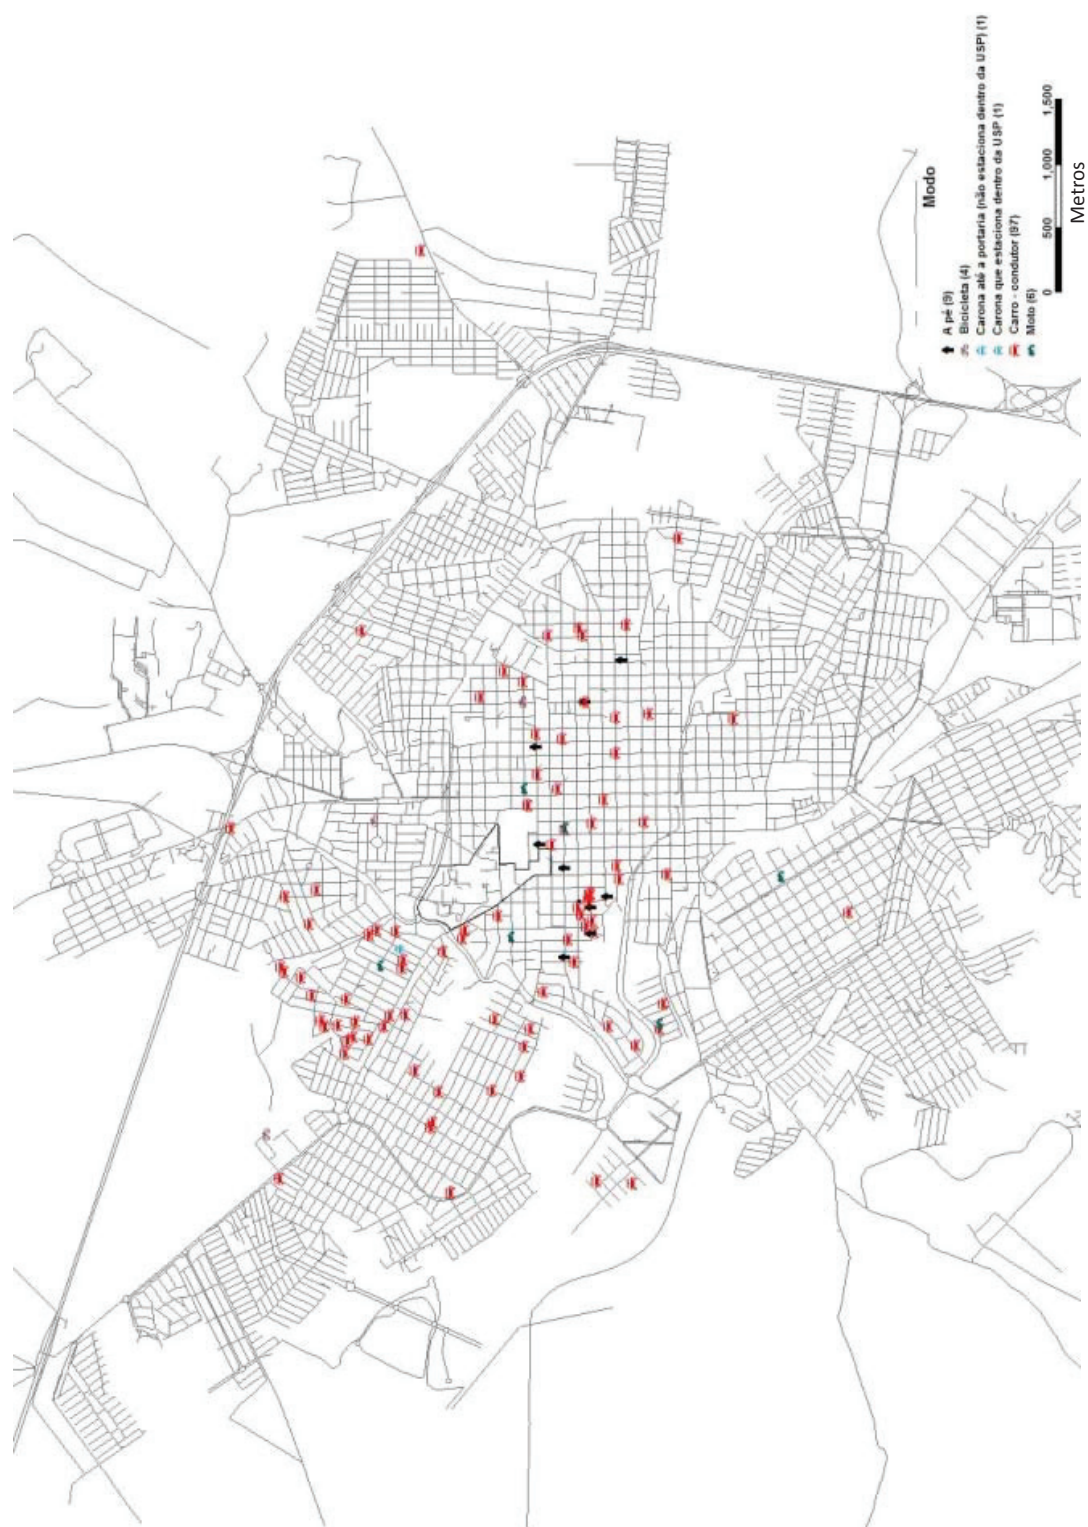 Modo
A pé (9)
Bicicleta (4)
Carona até a portaria (não estaciona dentro da USP) (1)
Carona que estaciona dentro da USP (1)
Carro - condutor (97)
Moto (6)
0 500 1,000 1,500
Metros